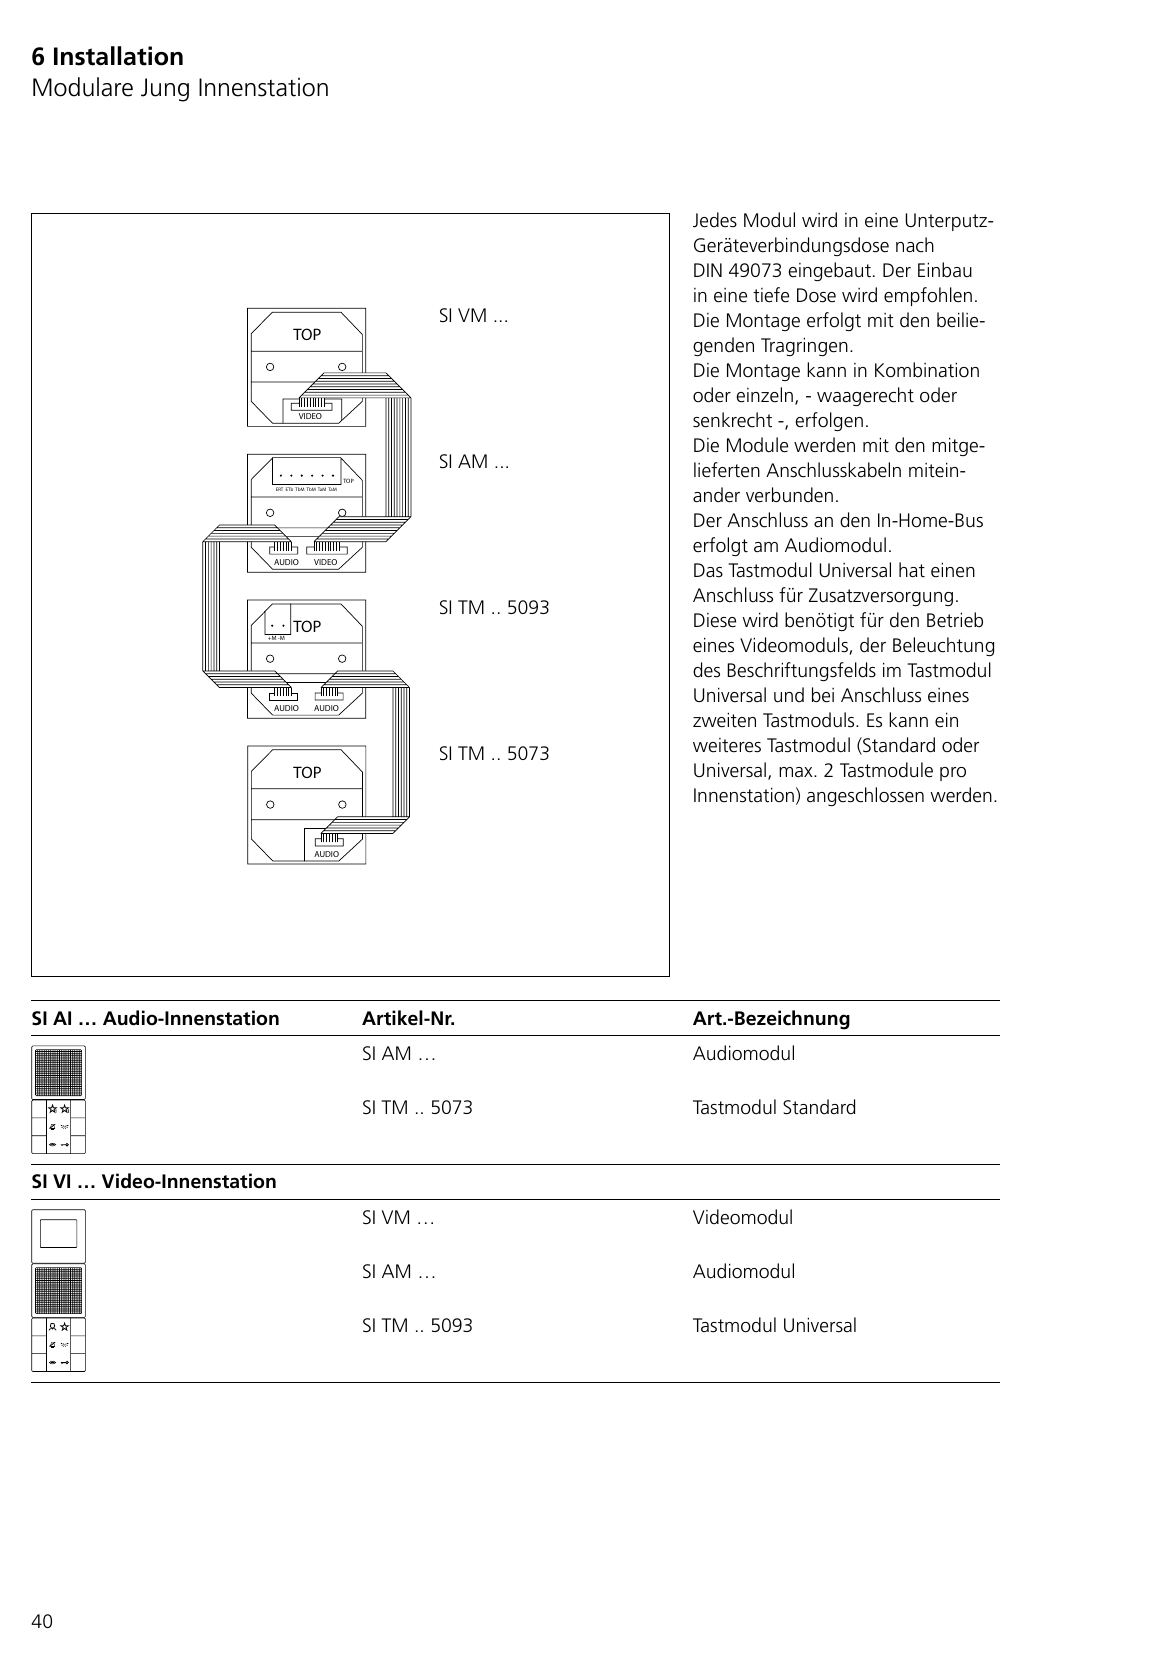 6 Installation
Modulare Jung Innenstation
TOP
VIDEO
SI VM ...
TOP
ERT ETü TbM TbM TaM TaM
AUDIO VIDEO
SI AM ...
TOP
+M -M
AUDIO AUDIO
SI TM .. 5093
TOP
AUDIO
SI TM .. 5073
Jedes Modul wird in eine Unterputz-
Geräteverbindungsdose nach
DIN 49073 eingebaut. Der Einbau
in eine tiefe Dose wird empfohlen.
Die Montage erfolgt mit den beilie-
genden Tragringen.
Die Montage kann in Kombination
oder einzeln, - waagerecht oder
senkrecht -, erfolgen.
Die Module werden mit den mitge-
lieferten Anschlusskabeln mitein-
ander verbunden.
Der Anschluss an den In-Home-Bus
erfolgt am Audiomodul.
Das Tastmodul Universal hat einen
Anschluss für Zusatzversorgung.
Diese wird benötigt für den Betrieb
eines Videomoduls, der Beleuchtung
des Beschriftungsfelds im Tastmodul
Universal und bei Anschluss eines
zweiten Tastmoduls. Es kann ein
weiteres Tastmodul (Standard oder
Universal, max. 2 Tastmodule pro
Innenstation) angeschlossen werden.
SI AI … Audio-Innenstation Artikel-Nr. Art.-Bezeichnung
SI AM … Audiomodul
SI TM .. 5073 Tastmodul Standard
SI VI … Video-Innenstation
SI VM … Videomodul
SI AM … Audiomodul
SI TM .. 5093 Tastmodul Universal
40